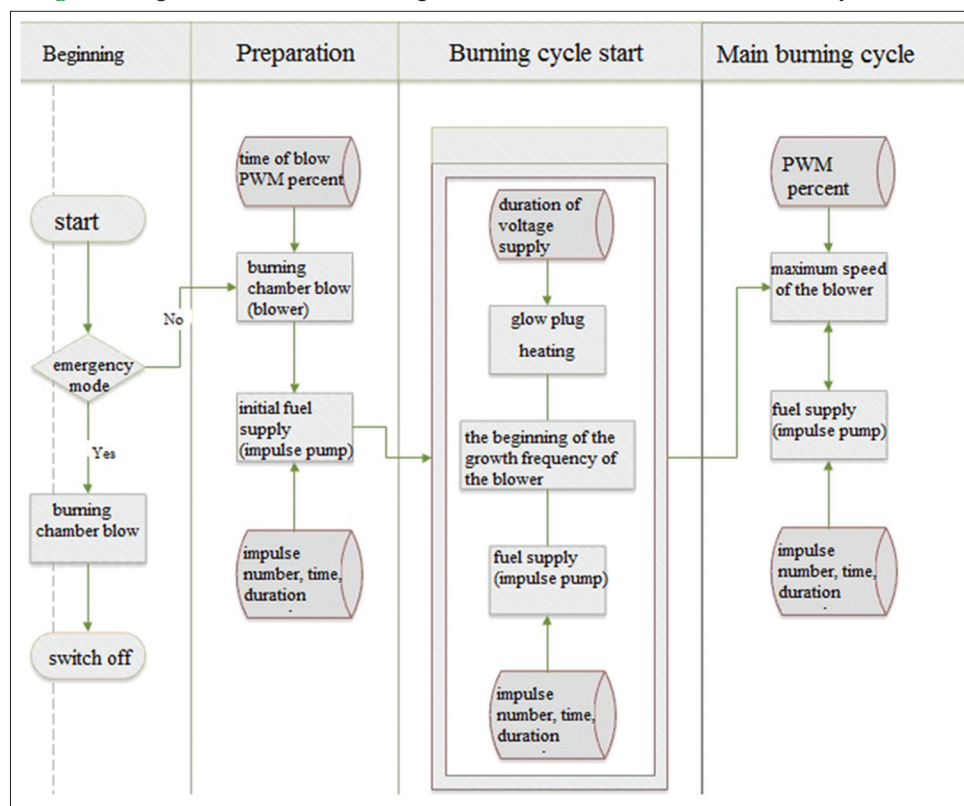 Beginning
Preparation
Burning cycle start
Main burning cycle
start
emergency
mode
No
Yes
burning
chamber blow
switch off
time of blow
PWM percent
burning
chamber blow
(blower)
initial fuel
supply
(impulse pump)
impulse
number, time,
duration
duration of
voltage
supply
glow plug
heating
the beginning of the
growth frequency of
the blower
fuel supply
(impulse pump)
impulse
number, time,
duration
.
PWM
percent
maximum speed
of the blower
fuel supply
(impulse pump)
impulse
number, time,
duration
.